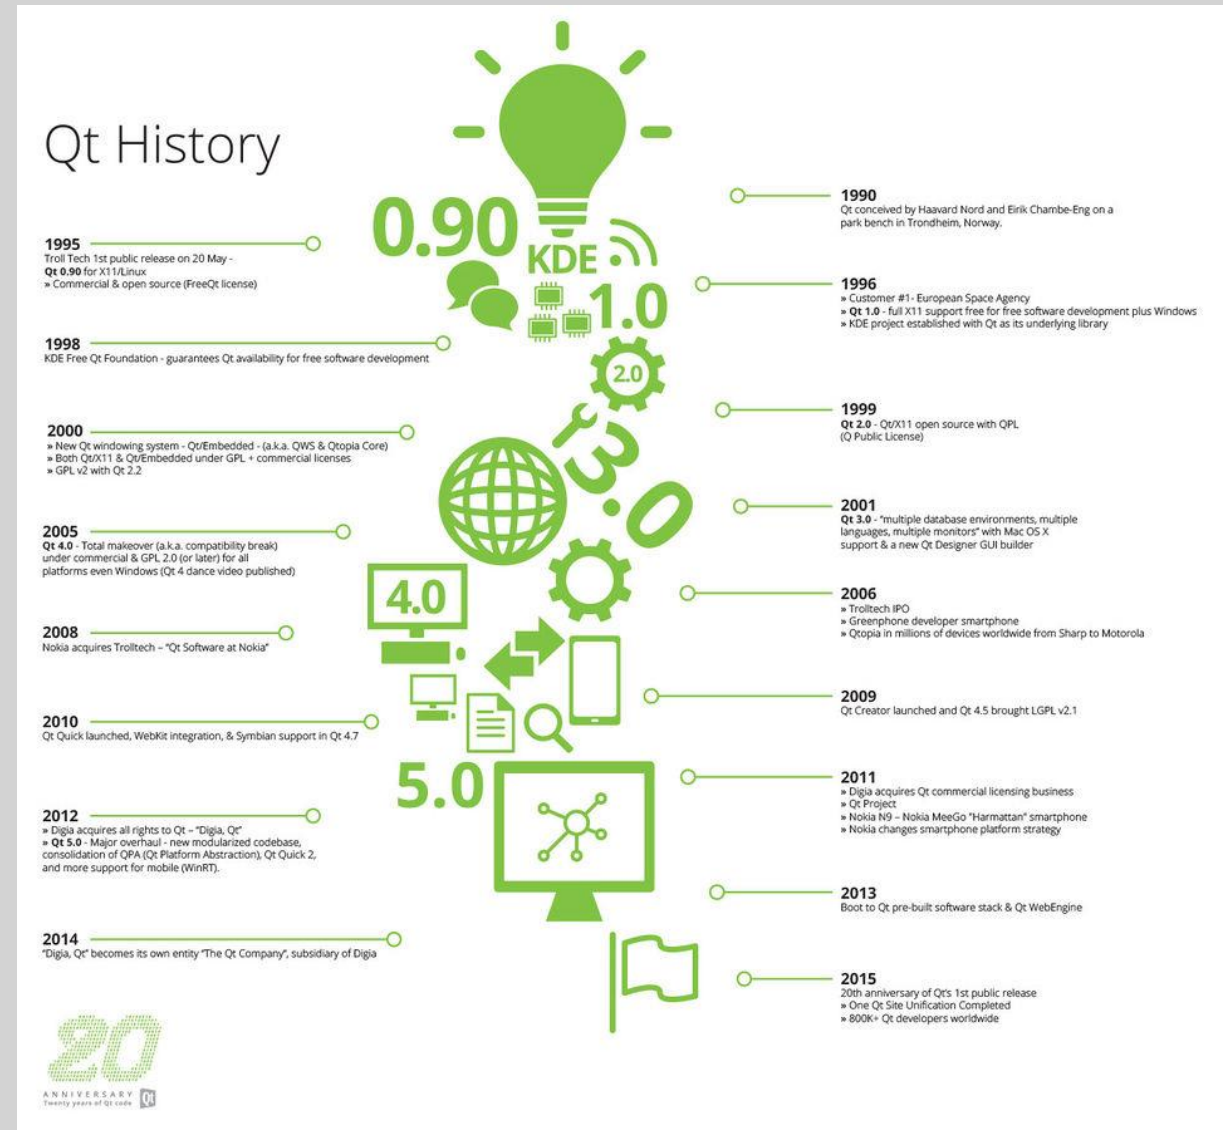 Qt History
1990
Qt conceived by Haavard Nord and Eirik Chambe-Eng on a
park bench in Trondheim, Norway.
0.90
KDE
1.0
2.0
3.0
4.0
5.0
1995
Troll Tech 1st public release on 20 May -
Qt 0.90 for X11/Linux
» Commercial & open source (FreeQt license)
1996
» Customer #1- European Space Agency
» Qt 1.0 - full X11 support free for free software development plus Windows
» KDE project established with Qt as its underlying library
1998
KDE Free Qt Foundation - guarantees Qt availability for free software development
1999
Qt 2.0 - Qt/X11 open source with QPL
(Q Public License)
2000
» New Qt windowing system - Qt/Embedded - (a.k.a. QWS & Qtopia Core)
» Both Qt/X11 & Qt/Embedded under GPL + commercial licenses
» GPL v2 with Qt 2.2
2001
Qt 3.0 - "multiple database environments, multiple
languages, multiple monitors" with Mac OS X
support & a new Qt Designer GUI builder
2005
Qt 4.0 - Total makeover (a.k.a. compatibility break)
under commercial & GPL 2.0 (or later) for all
platforms even Windows (Qt 4 dance video published)
2006
» Trolltech IPO
» Greenphone developer smartphone
» Qtopia in millions of devices worldwide from Sharp to Motorola
2008
Nokia acquires Trolltech – "Qt Software at Nokia"
2009
Qt Creator launched and Qt 4.5 brought LGPL v2.1
2010
Qt Quick launched, WebKit integration, & Symbian support in Qt 4.7
2011
» Digia acquires Qt commercial licensing business
» Qt Project
» Nokia N9 – Nokia MeeGo "Harmattan" smartphone
» Nokia changes smartphone platform strategy
2012
» Digia acquires all rights to Qt – "Digia, Qt"
» Qt 5.0 - Major overhaul - new modularized codebase,
consolidation of QPA (Qt Platform Abstraction), Qt Quick 2,
and more support for mobile (WinRT).
2013
Boot to Qt pre-built software stack & Qt WebEngine
2014
"Digia, Qt" becomes its own entity "The Qt Company", subsidiary of Digia
2015
20th anniversary of Qt's 1st public release
» One Qt Site Unification Completed
» 800K+ Qt developers worldwide
20
ANNIVERSARY
Twenty years of Qt code
Qt